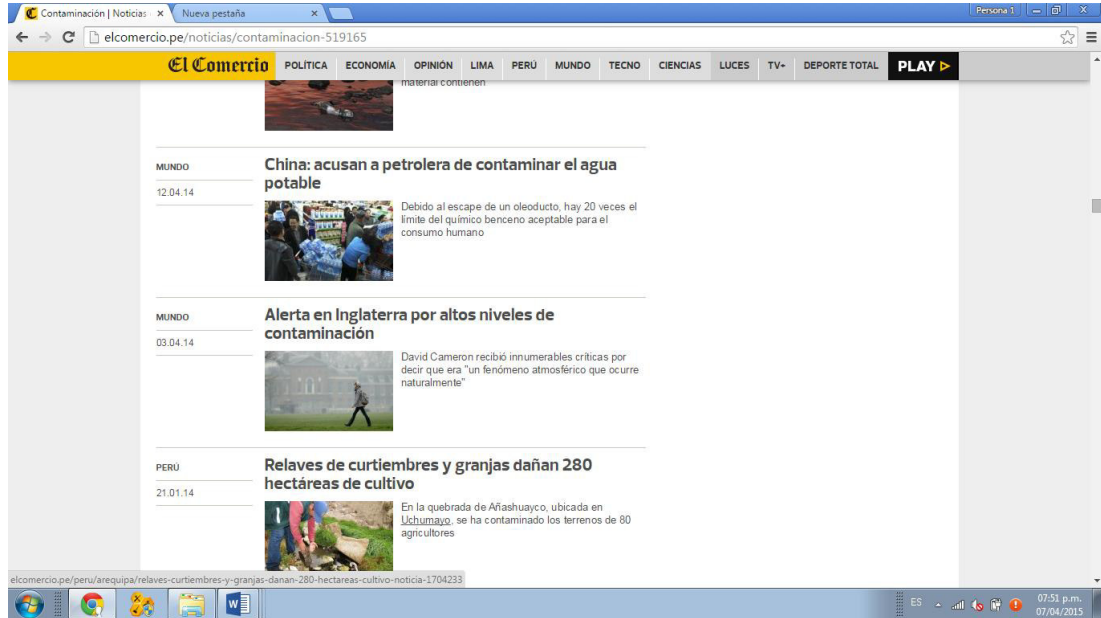 Contaminación | Noticias
Nueva pestaña
Persona 1
elcomercio.pe/noticias/contaminacion-519165
El Comercio POLÍTICA ECONOMÍA OPINIÓN LIMA PERÚ MUNDO TECNO CIENCIAS LUCES TV+ DEPORTE TOTAL PLAY
material contienen
MUNDO
12.04.14
China: acusan a petrolera de contaminar el agua
potable
Debido al escape de un oleoducto, hay 20 veces el
límite del químico benceno aceptable para el
consumo humano
MUNDO
03.04.14
Alerta en Inglaterra por altos niveles de
contaminación
David Cameron recibió innumerables críticas por
decir que era "un fenómeno atmosférico que ocurre
naturalmente"
PERÚ
21.01.14
Relaves de curtiembres y granjas dañan 280
hectáreas de cultivo
En la quebrada de Añashuayco, ubicada en
Uchumayo, se ha contaminado los terrenos de 80
agricultores
elcomercio.pe/peru/arequipa/relaves-curtiembres-y-granjas-danan-280-hectareas-cultivo-noticia-1704233
ES
07:51 p.m.
07/04/2015